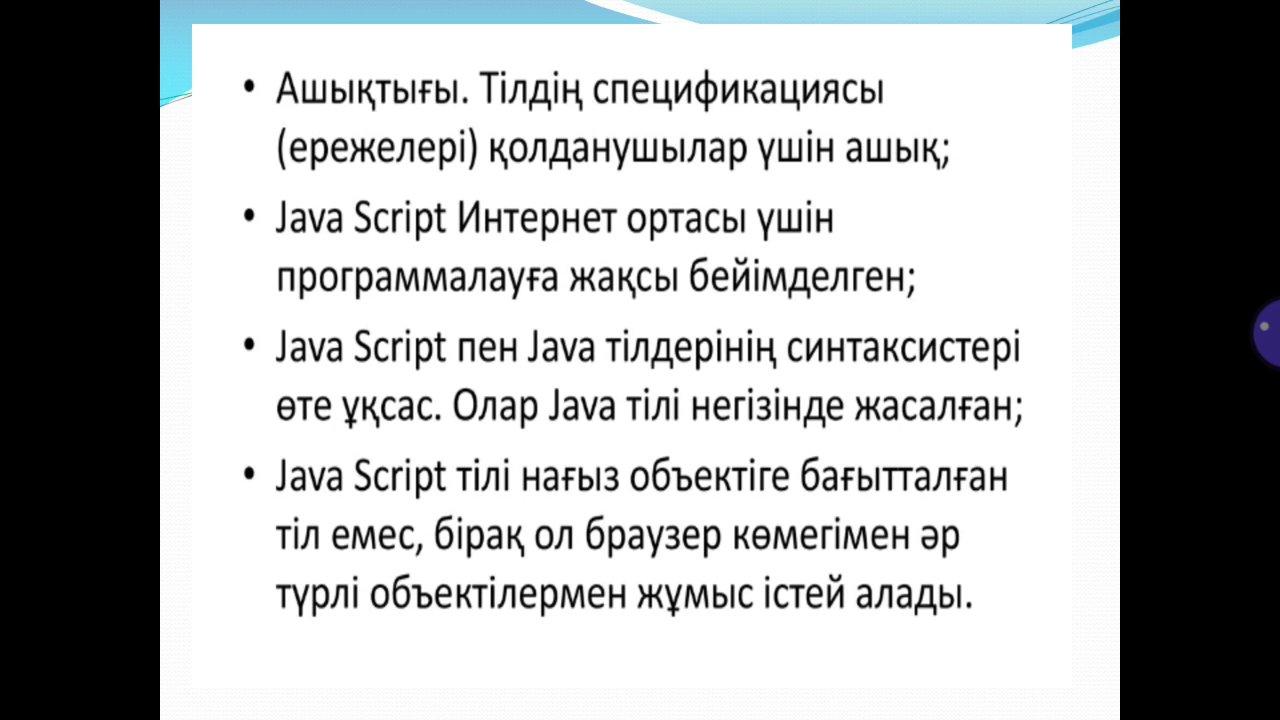 • Ашықтығы. Тілдің спецификациясы
(ережелері) қолданушылар үшін ашық;
• Java Script Интернет ортасы үшін
программалауға жақсы бейімделген;
• Java Script пен Java тілдерінің синтаксистері
өте ұқсас. Олар Java тілі негізінде жасалған;
• Java Script тілі нағыз объектіге бағытталған
тіл емес, бірақ ол браузер көмегімен әр
түрлі объектілермен жұмыс істей алады.